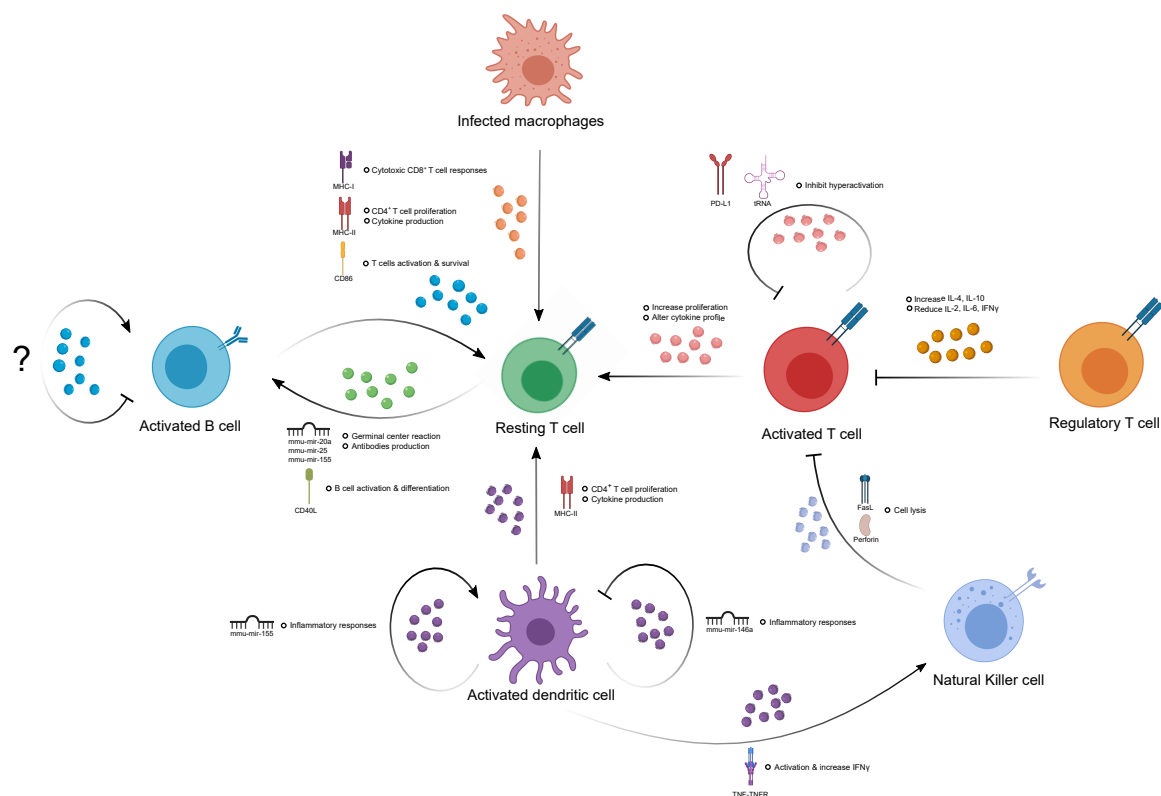 Infected macrophages
MHC-I
Cytotoxic CD8⁺ T cell responses
MHC-II
CD4⁺ T cell proliferation
Cytokine production
CD86
T cells activation & survival
PD-L1
tRNA
Inhibit hyperactivation
Increase proliferation
Alter cytokine profile
Increase IL-4, IL-10
Reduce IL-2, IL-6, IFNγ
?
Activated B cell
Resting T cell
Activated T cell
Regulatory T cell
mmu-mir-20a
mmu-mir-25
mmu-mir-155
Germinal center reaction
Antibodies production
CD40L
B cell activation & differentiation
MHC-II
CD4⁺ T cell proliferation
Cytokine production
FasL
Perforin
Cell lysis
mmu-mir-155
Inflammatory responses
mmu-mir-146a
Inflammatory responses
Activated dendritic cell
Natural Killer cell
TNF-TNFR
Activation & increase IFNγ